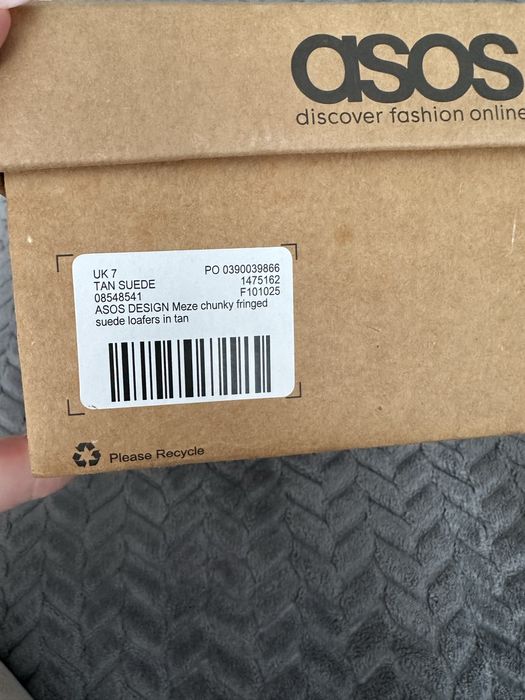 asos
discover fashion online
UK 7 PO 0390039866
TAN SUEDE 1475162
08548541 F101025
ASOS DESIGN Meze chunky fringed
suede loafers in tan
Please Recycle